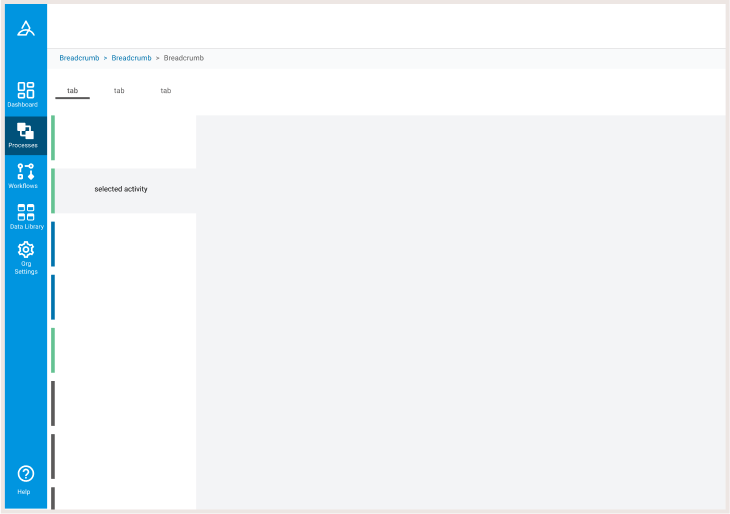 Breadcrumb > Breadcrumb > Breadcrumb
tab tab tab
Dashboard
Processes
Workflows
Data Library
Org
Settings
Help
selected activity